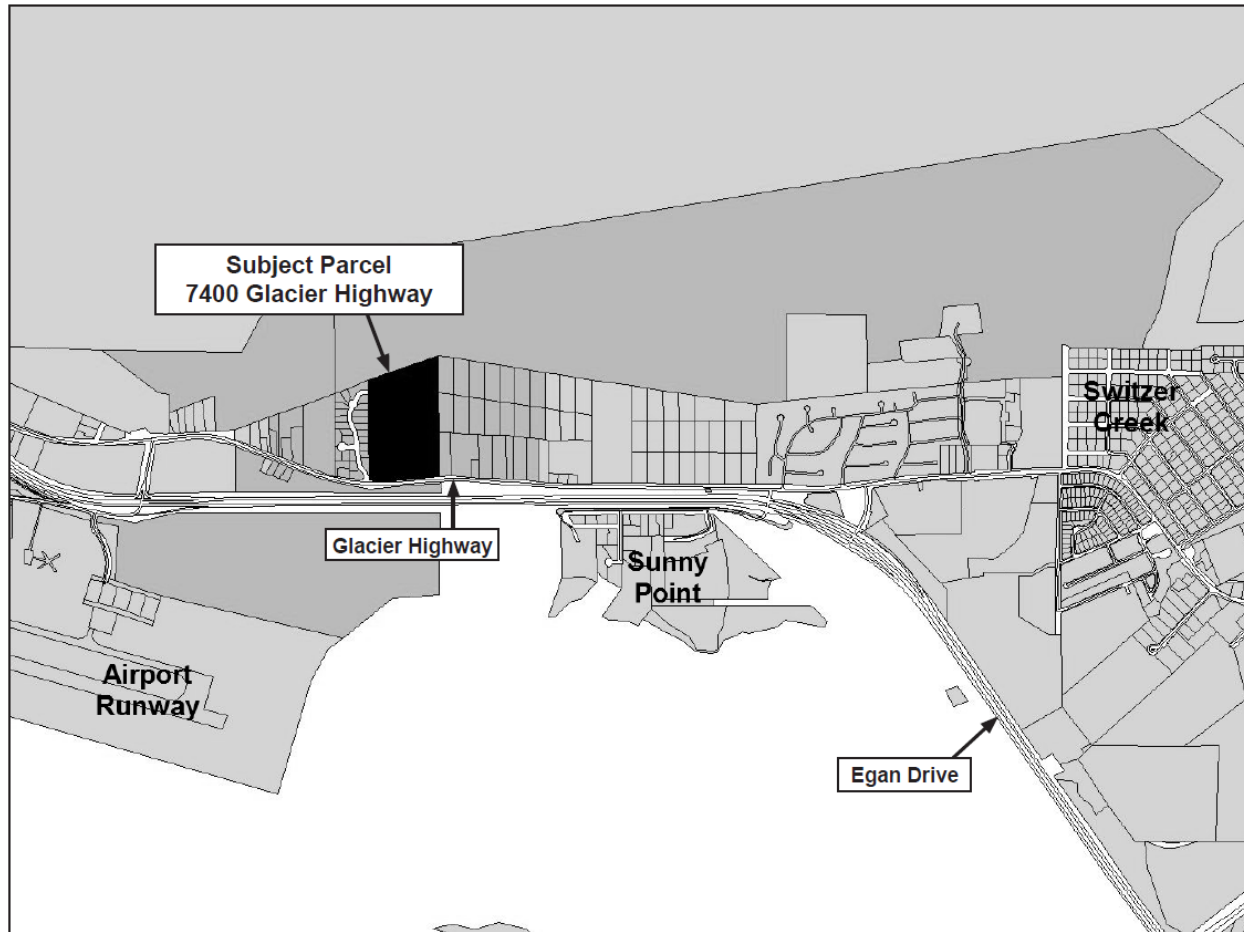 Subject Parcel
7400 Glacier Highway
Switzer
Creek
Glacier Highway
Sunny
Point
Airport
Runway
Egan Drive